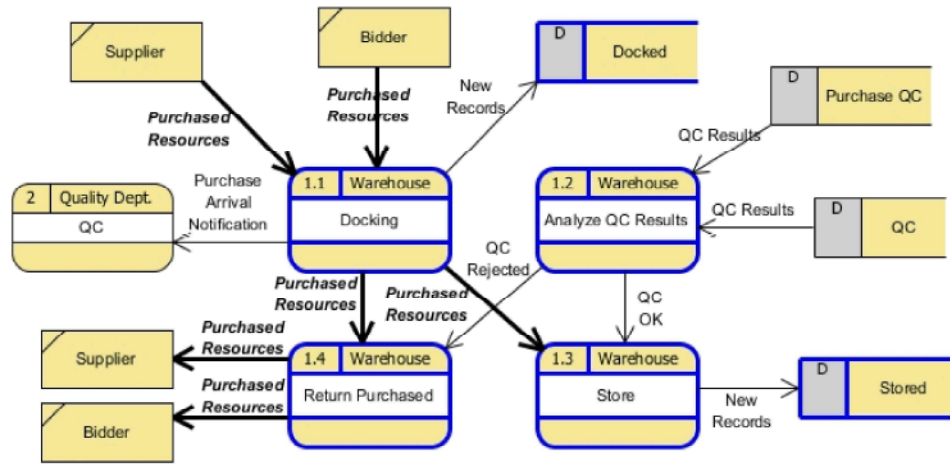 Supplier
Bidder
D
Docked
D
Purchase QC
Purchased
Resources
Purchased
Resources
New
Records
QC Results
1.1 Warehouse
Docking
1.2 Warehouse
Analyze QC Results
2 Quality Dept.
QC
Purchase
Arrival
Notification
QC Results
D
QC
QC
Rejected
Purchased
Resources
Purchased
Resources
QC
OK
Supplier
Purchased
Resources
1.4 Warehouse
Return Purchased
1.3 Warehouse
Store
D
Stored
Bidder
Purchased
Resources
New
Records